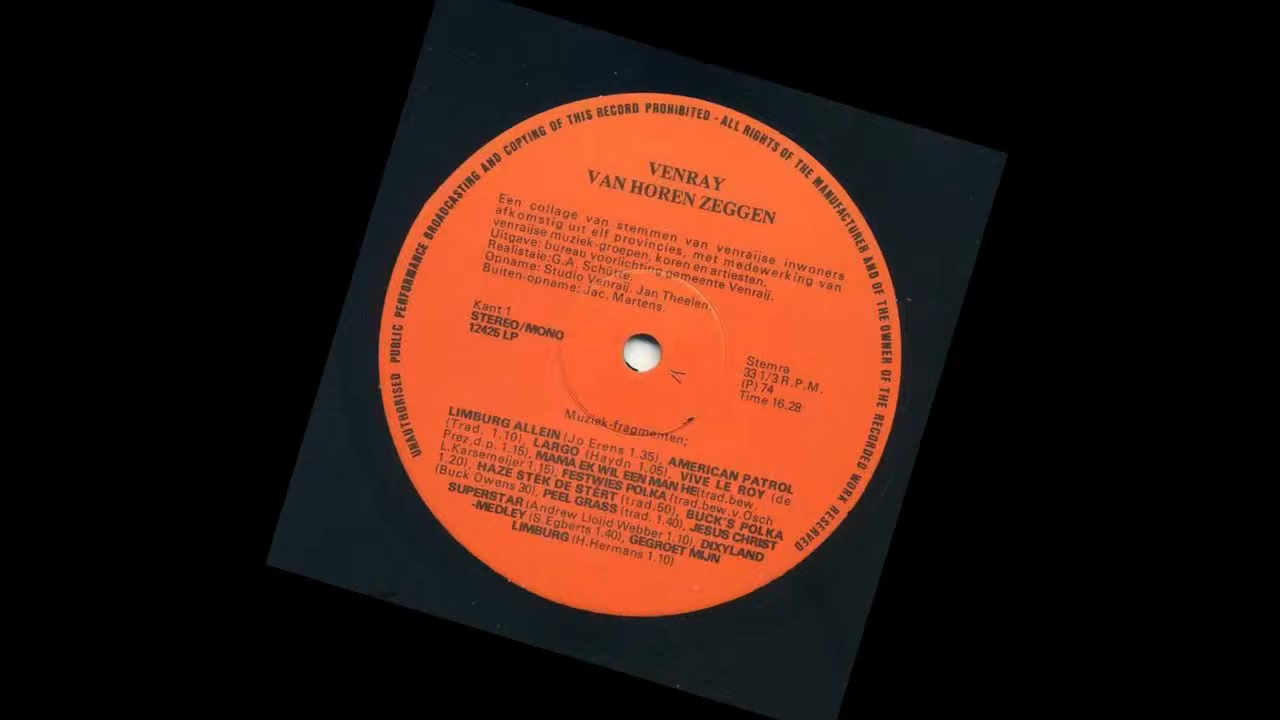 UNAUTHORISED PUBLIC PERFORMANCE BROADCASTING AND COPYING OF THIS RECORD PROHIBITED - ALL RIGHTS OF THE MANUFACTURER AND OF THE OWNER OF THE RECORDED WORK RESERVED
VENRAY
VAN HOREN ZEGGEN
Een collage van stemmen van venraijse inwoners
afkomstig uit elf provincies, met medewerking van
venraijse muziek-groepen, koren en artiesten.
Uitgave: bureau voorlichting gemeente Venraij.
Realistaie: G.A. Schütte.
Opname: Studio Venraij: Jan Theelen,
Buiten-opname: Jac. Martens.
Kant 1
STEREO/MONO
12425 LP
Stemra
33 1/3 R.P.M.
(P) 74
Time 16.28
Muziek-fragmenten;
LIMBURG ALLEIN (Jo Erens 1.35), AMERICAN PATROL
(Trad. 1.10), LARGO (Haydn 1.05), VIVE LE ROY (de
Prez,d.p. 1.15), MAMA EK WIL EEN MAN HE(trad.bew.
L.Karsemeijer 1.15), FESTWIES POLKA (trad.bew.v.Osch
1.20), HAZE STÈK DE STÈRT (trad.50), BUCK'S POLKA
(Buck Owens 30), PEEL GRASS (trad. 1.40), JESUS CHRIST
SUPERSTAR (Andrew Lloiid Webber 1.10), DIXYLAND
-MEDLEY (S.Egberts 1.40), GEGROET MIJN
LIMBURG (H.Hermans 1.10)